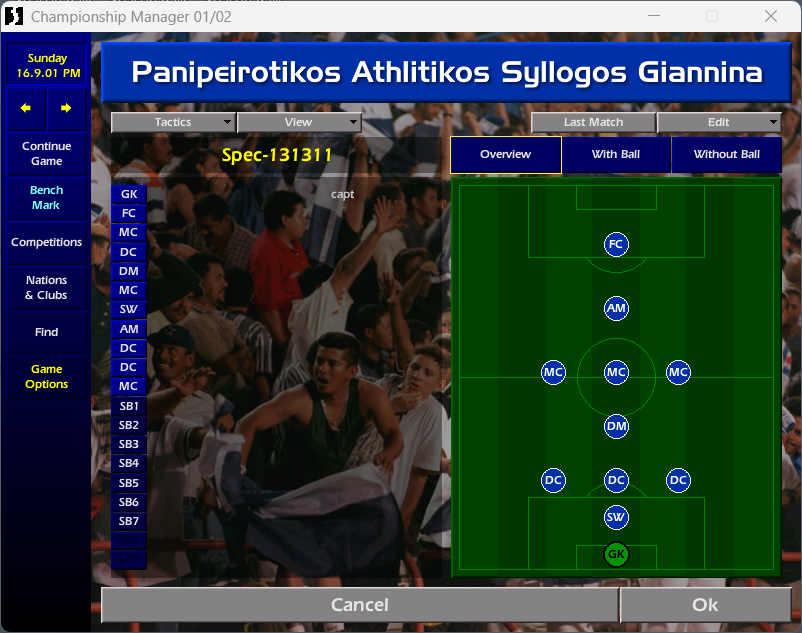 Championship Manager 01/02
Sunday
16.9.01 PM
Panipeirotikos Athlitikos Syllogos Giannina
Tactics
View
Last Match
Edit
Continue
Game
Bench
Mark
Competitions
Nations
& Clubs
Find
Game
Options
Spec-131311
Overview
With Ball
Without Ball
GK capt
FC
MC
DC
DM
MC
SW
AM
DC
DC
MC
SB1
SB2
SB3
SB4
SB5
SB6
SB7
FC
AM
MC MC MC
DM
DC DC DC
SW
GK
Cancel
Ok